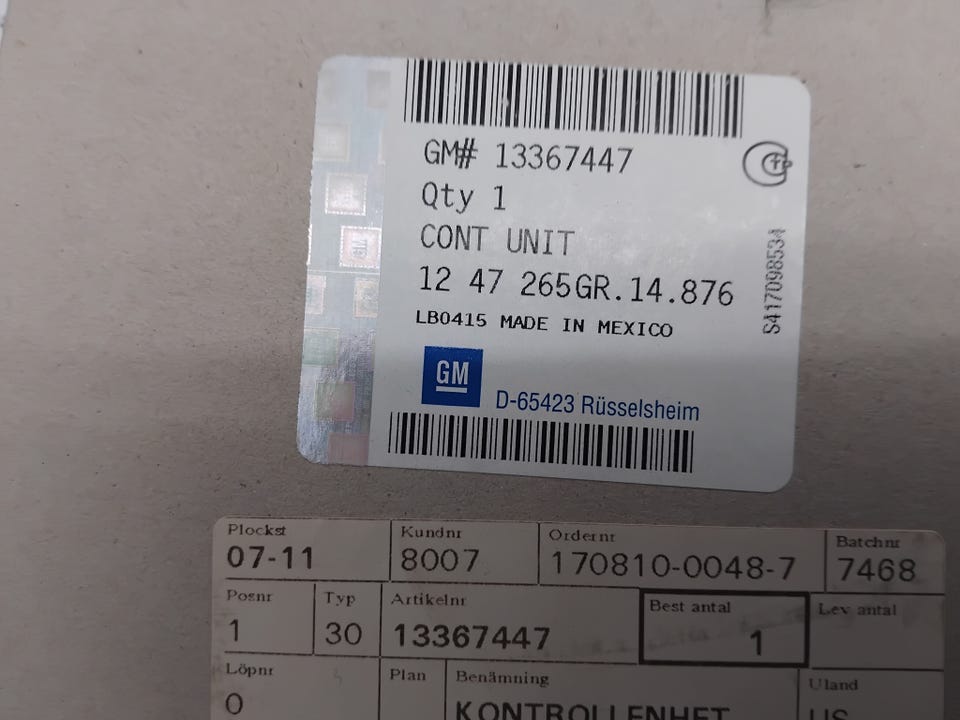 GM# 13367447
Qty 1
CONT UNIT
12 47 265GR.14.876
LB0415 MADE IN MEXICO
S417098534
GM
D-65423 Rüsselsheim
Plockst Kundnr Ordernr Batchnr
07-11 8007 170810-0048-7 7468
Posnr Typ Artikelnr Best antal Lev antal
1 30 13367447 1
Löpnr Plan Benämning Uland
0 KONTROLLENHET US